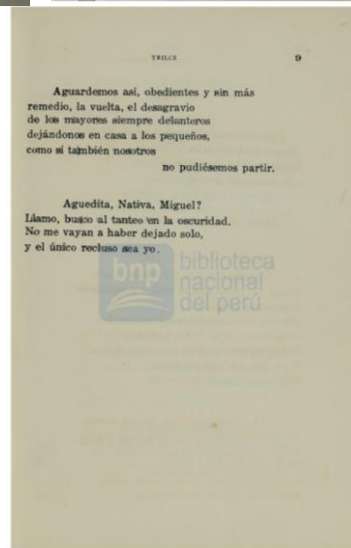 TRILCE 9
Aguardemos así, obedientes y sin más
remedio, la vuelta, el desagravio
de los mayores siempre delanteros
dejándonos en casa a los pequeños,
como si también nosotros
no pudiésemos partir.
Aguedita, Nativa, Miguel?
Llamo, busco al tanteo en la oscuridad.
No me vayan a haber dejado solo,
y el único recluso sea yo.
bnp biblioteca
nacional
del perú